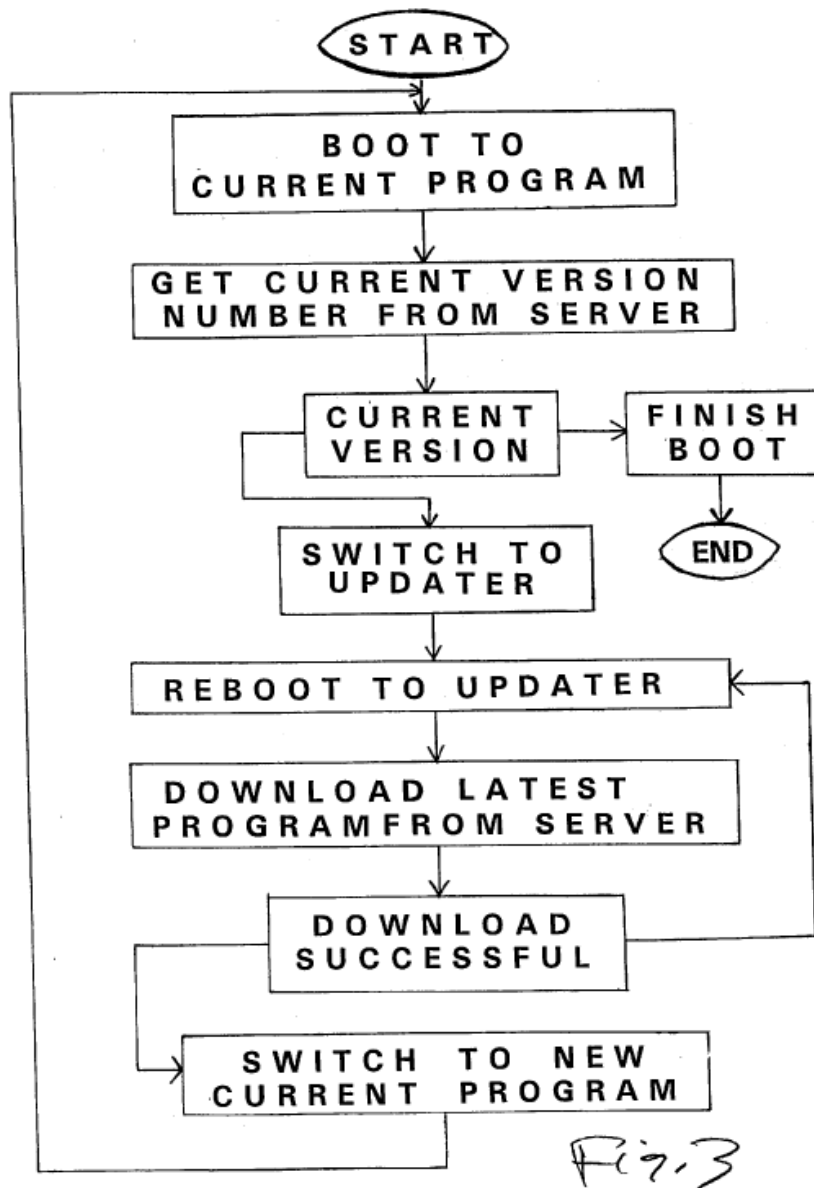 START
BOOT TO
CURRENT PROGRAM
GET CURRENT VERSION
NUMBER FROM SERVER
CURRENT
VERSION
FINISH
BOOT
END
SWITCH TO
UPDATER
REBOOT TO UPDATER
DOWNLOAD LATEST
PROGRAMFROM SERVER
DOWNLOAD
SUCCESSFUL
SWITCH TO NEW
CURRENT PROGRAM
Fig.3